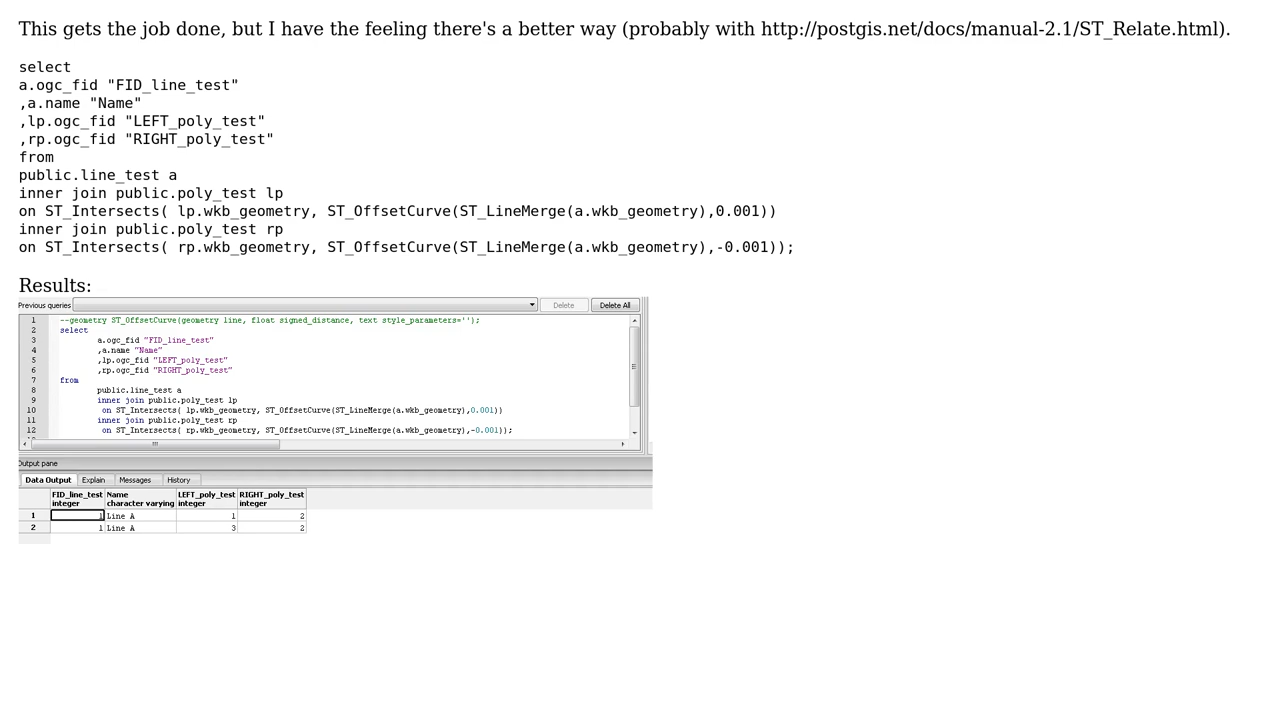 This gets the job done, but I have the feeling there's a better way (probably with http://postgis.net/docs/manual-2.1/ST_Relate.html).
select
a.ogc_fid "FID_line_test"
,a.name "Name"
,lp.ogc_fid "LEFT_poly_test"
,rp.ogc_fid "RIGHT_poly_test"
from
public.line_test a
inner join public.poly_test lp
on ST_Intersects( lp.wkb_geometry, ST_OffsetCurve(ST_LineMerge(a.wkb_geometry),0.001))
inner join public.poly_test rp
on ST_Intersects( rp.wkb_geometry, ST_OffsetCurve(ST_LineMerge(a.wkb_geometry),-0.001));
Results:
Previous queries Delete Delete All
1 --geometry ST_OffsetCurve(geometry line, float signed_distance, text style_parameters='');
2 select
3 a.ogc_fid "FID_line_test"
4 ,a.name "Name"
5 ,lp.ogc_fid "LEFT_poly_test"
6 ,rp.ogc_fid "RIGHT_poly_test"
7 from
8 public.line_test a
9 inner join public.poly_test lp
10 on ST_Intersects( lp.wkb_geometry, ST_OffsetCurve(ST_LineMerge(a.wkb_geometry),0.001))
11 inner join public.poly_test rp
12 on ST_Intersects( rp.wkb_geometry, ST_OffsetCurve(ST_LineMerge(a.wkb_geometry),-0.001));
Output pane
Data Output Explain Messages History
FID_line_test Name LEFT_poly_test RIGHT_poly_test
integer character varying integer integer
1 1 Line A 1 2
2 1 Line A 3 2